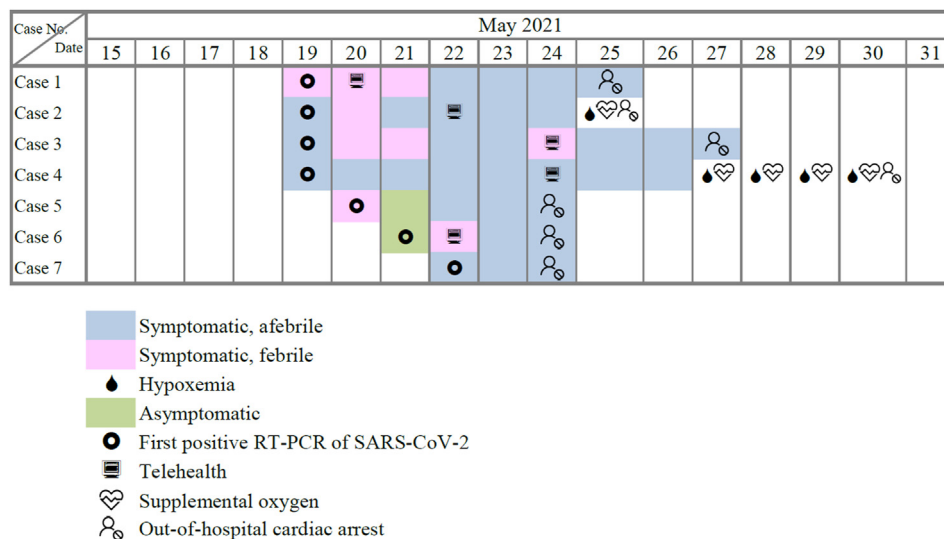 Case No. May 2021
Date 15 16 17 18 19 20 21 22 23 24 25 26 27 28 29 30 31
Case 1
Case 2
Case 3
Case 4
Case 5
Case 6
Case 7
Symptomatic, afebrile
Symptomatic, febrile
Hypoxemia
Asymptomatic
First positive RT-PCR of SARS-CoV-2
Telehealth
Supplemental oxygen
Out-of-hospital cardiac arrest